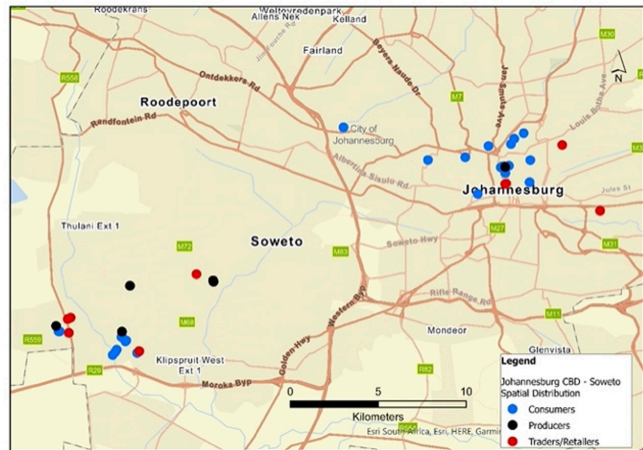 Roodekrans
Weltevredenpark
Allens Nek
Kelland
Fairland
M30
R558
Ontdekkers Rd
Beyers Naude Dr
Jan Smuts Ave
M7
Louis Botha Ave
Roodepoort
Randfontein Rd
City of
Johannesburg
Albertina Sisulu Rd
Johannesburg
Jules St
Thulani Ext 1
M72
Soweto
Soweto Hwy
M27
M83
M31
Rifle Range Rd
Western Byp
M68
M11
R559
Mondeor
Golden Hwy
Glenvista
Klipspruit West
Ext 1
R29
R82
Moroka Byp
0 5 10
Kilometers
Esri South Africa, Esri, HERE, Garmin
Legend
Johannesburg CBD - Soweto
Spatial Distribution
Consumers
Producers
Traders/Retailers
N